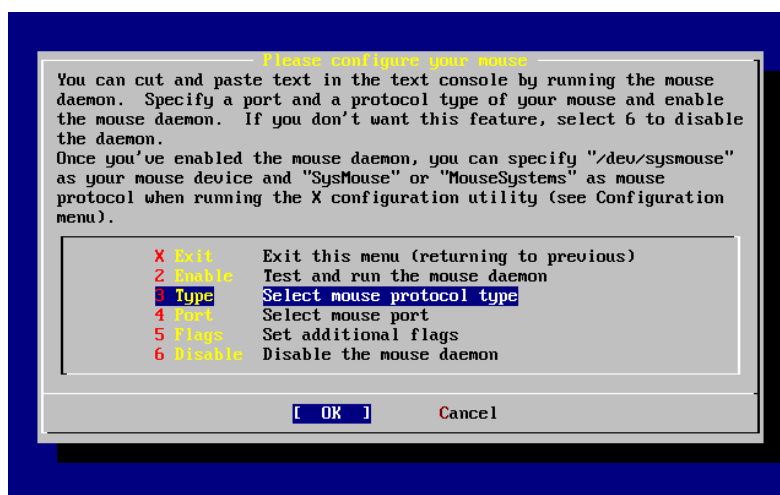 Please configure your mouse
You can cut and paste text in the text console by running the mouse
daemon.  Specify a port and a protocol type of your mouse and enable
the mouse daemon.  If you don't want this feature, select 6 to disable
the daemon.
Once you've enabled the mouse daemon, you can specify "/dev/sysmouse"
as your mouse device and "SysMouse" or "MouseSystems" as mouse
protocol when running the X configuration utility (see Configuration
menu).
X Exit Exit this menu (returning to previous)
2 Enable Test and run the mouse daemon
3 Type Select mouse protocol type
4 Port Select mouse port
5 Flags Set additional flags
6 Disable Disable the mouse daemon
[ OK ] Cancel